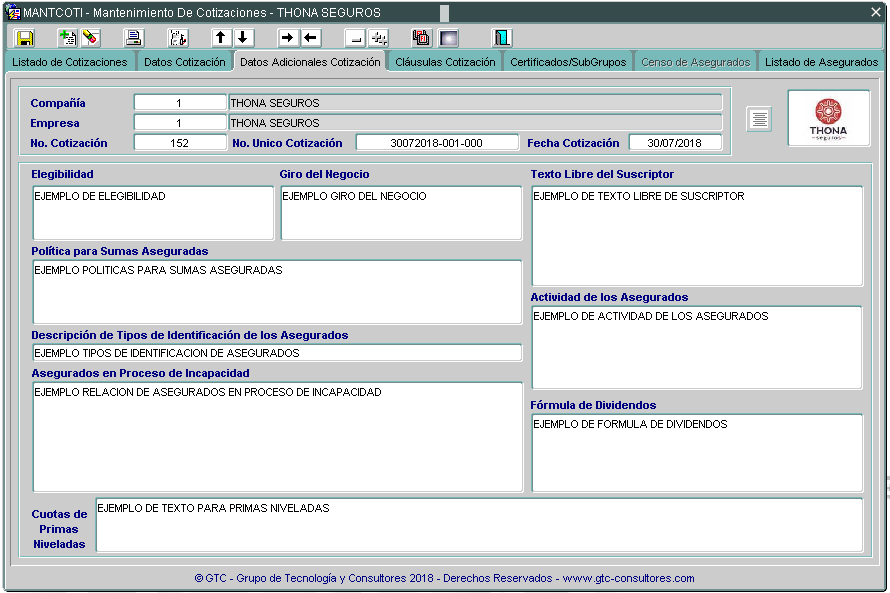 MANTCOTI - Mantenimiento De Cotizaciones - THONA SEGUROS
Listado de Cotizaciones Datos Cotización Datos Adicionales Cotización Cláusulas Cotización Certificados/SubGrupos Censo de Asegurados Listado de Asegurados
Compañía 1 THONA SEGUROS
Empresa 1 THONA SEGUROS
No. Cotización 152 No. Unico Cotización 30072018-001-000 Fecha Cotización 30/07/2018
THONA
seguros
Elegibilidad Giro del Negocio Texto Libre del Suscriptor
EJEMPLO DE ELEGIBILIDAD EJEMPLO GIRO DEL NEGOCIO EJEMPLO DE TEXTO LIBRE DE SUSCRIPTOR
Política para Sumas Aseguradas
EJEMPLO POLITICAS PARA SUMAS ASEGURADAS
Actividad de los Asegurados
EJEMPLO DE ACTIVIDAD DE LOS ASEGURADOS
Descripción de Tipos de Identificación de los Asegurados
EJEMPLO TIPOS DE IDENTIFICACION DE ASEGURADOS
Asegurados en Proceso de Incapacidad
EJEMPLO RELACION DE ASEGURADOS EN PROCESO DE INCAPACIDAD
Fórmula de Dividendos
EJEMPLO DE FORMULA DE DIVIDENDOS
Cuotas de
Primas
Niveladas
EJEMPLO DE TEXTO PARA PRIMAS NIVELADAS
© GTC - Grupo de Tecnología y Consultores 2018 - Derechos Reservados - www.gtc-consultores.com